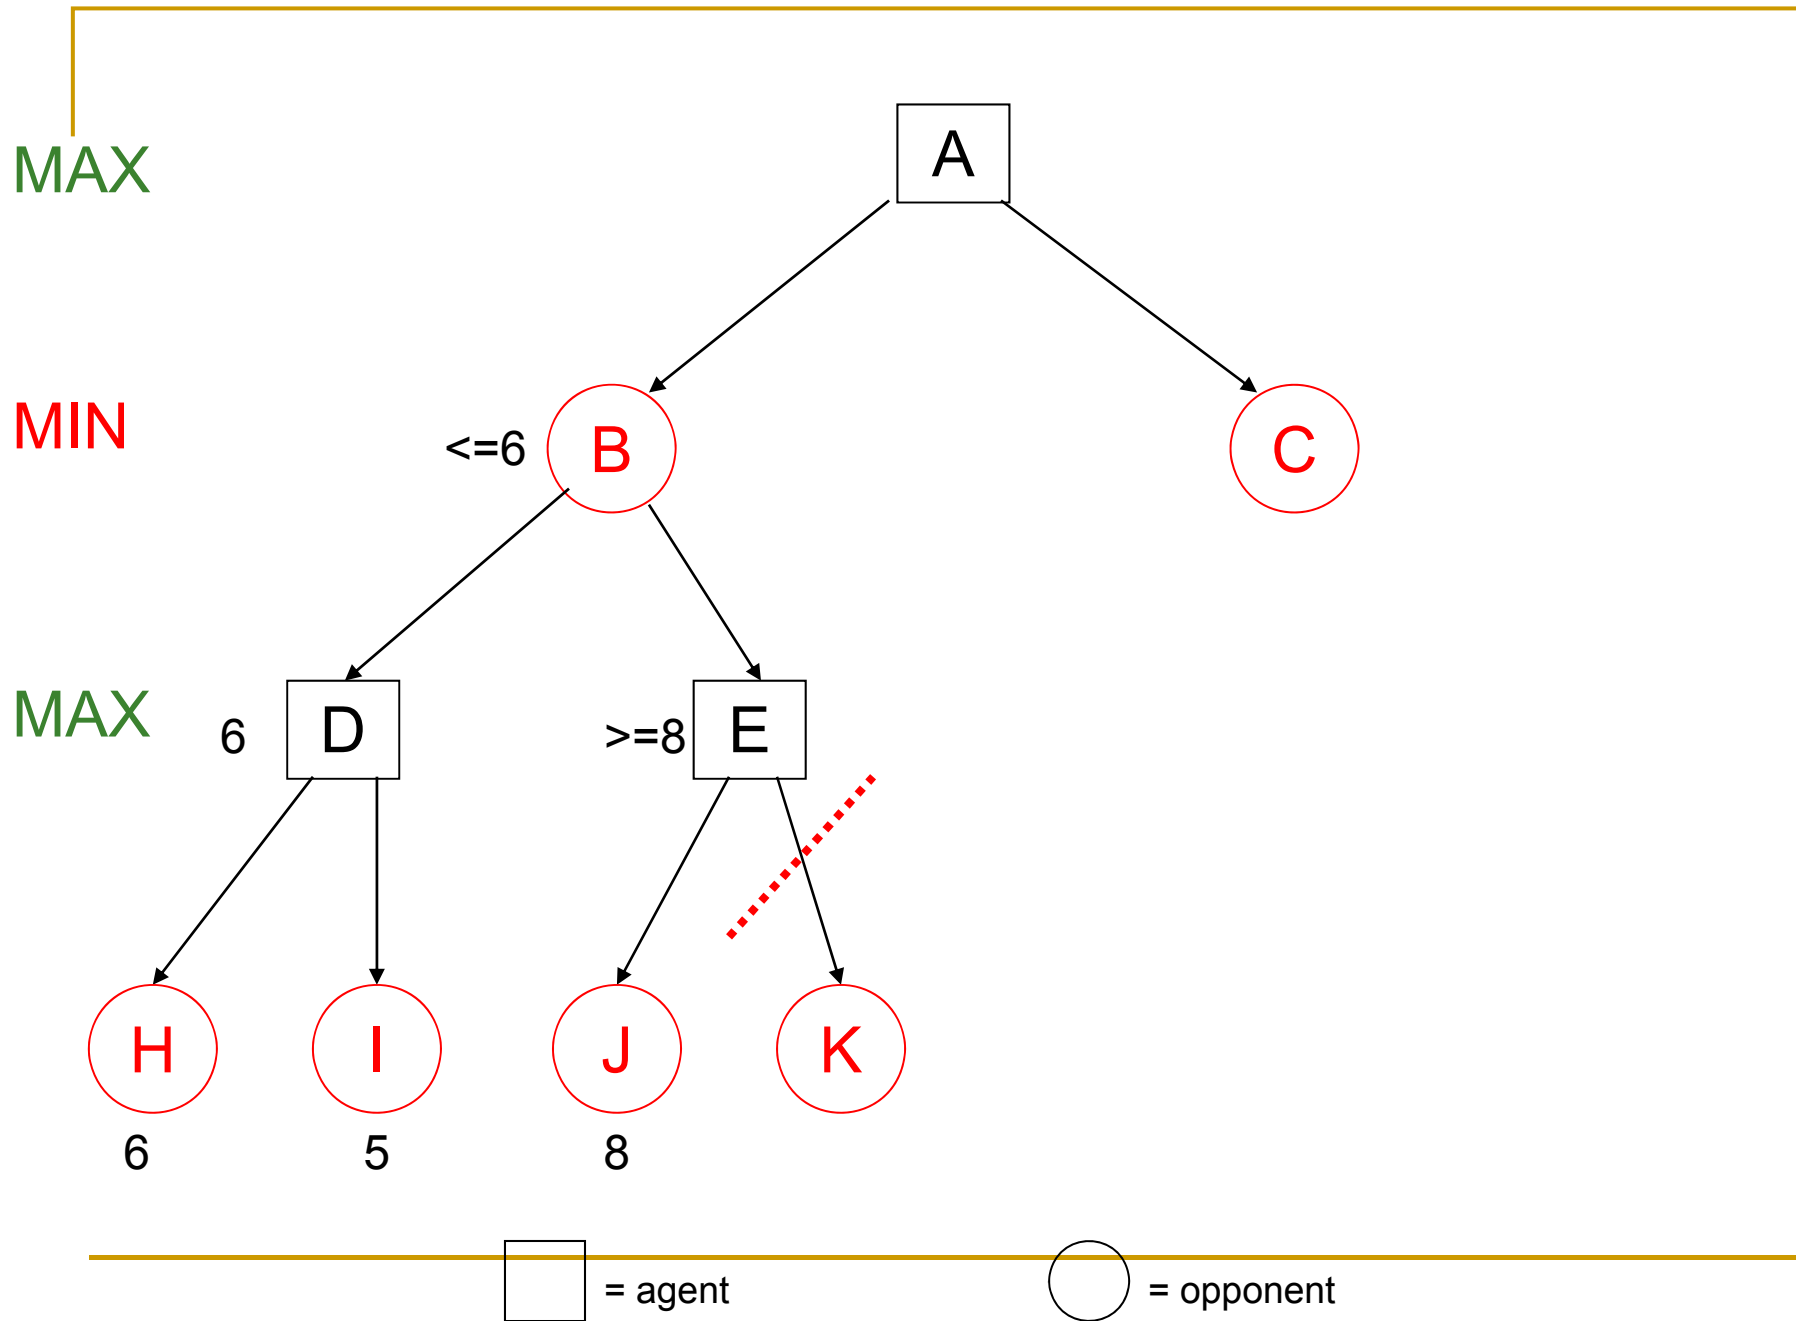 MAX
A
MIN
<=6
B
C
MAX
6
D
>=8
E
H
I
J
K
6
5
8
= agent
= opponent